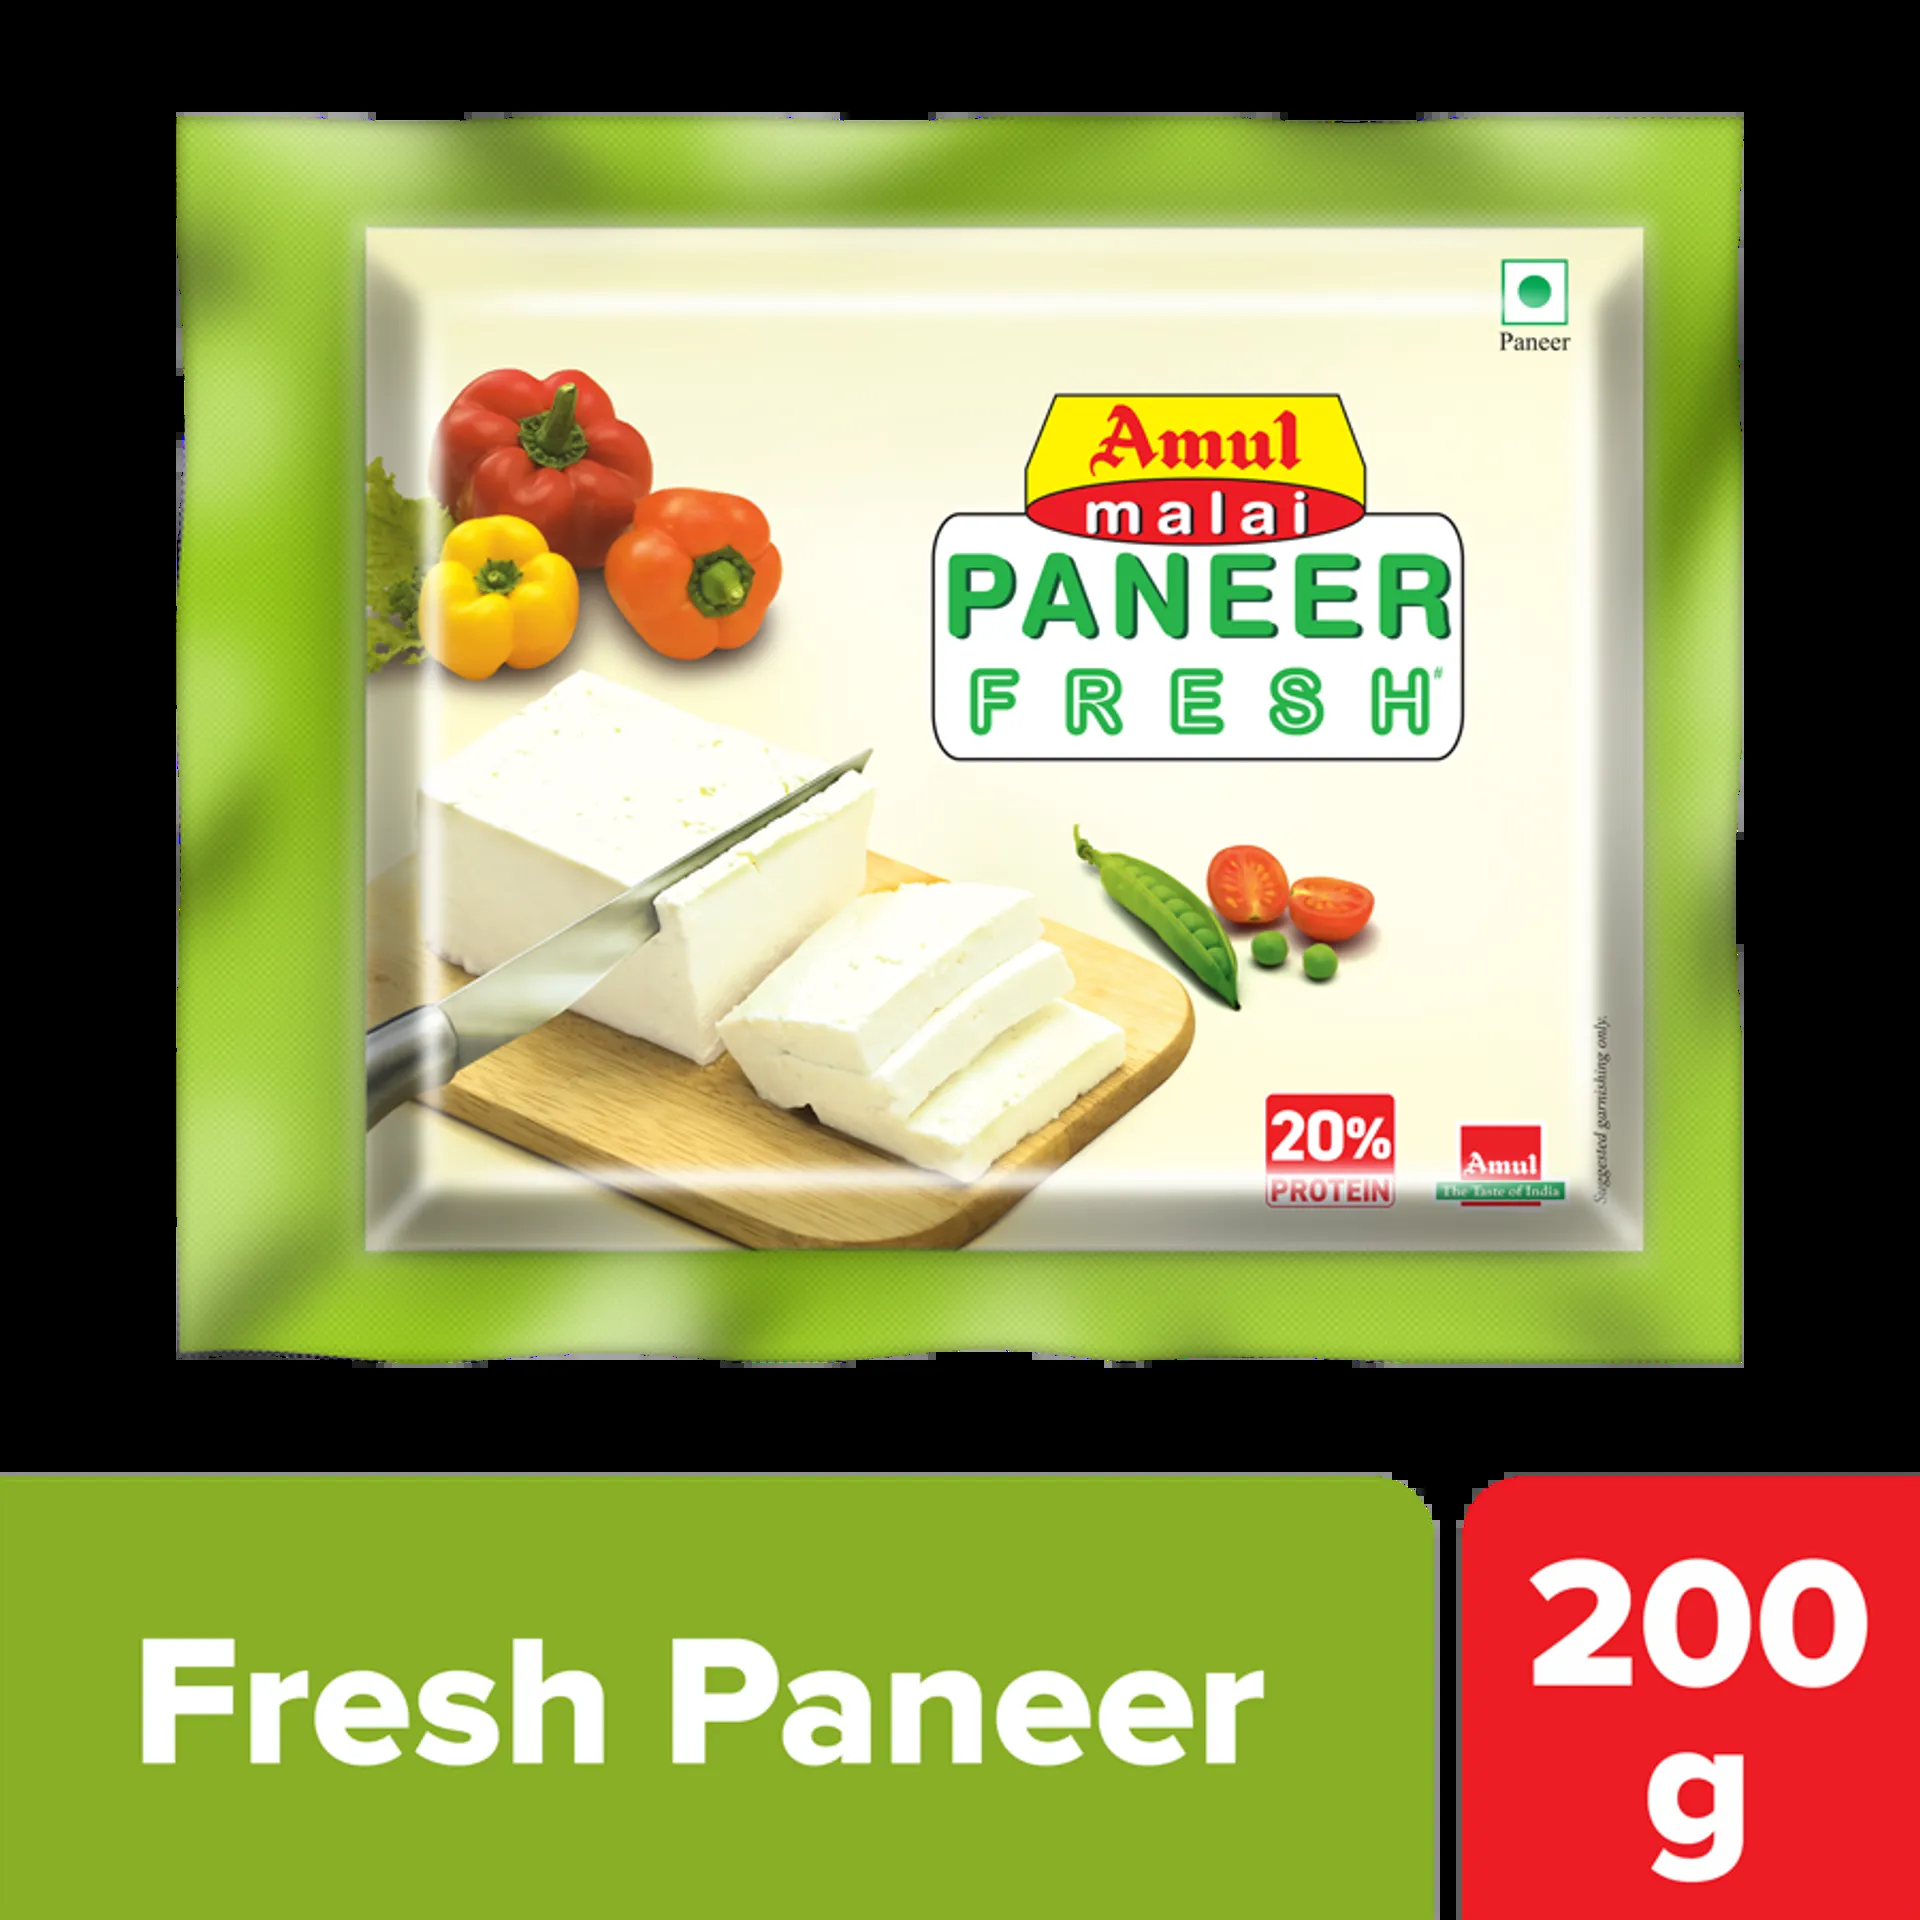 Paneer
Amul
malai
PANEER
FRESH#
Suggested garnishing only.
20%
PROTEIN
Amul
The Taste of India
Fresh Paneer
200
g